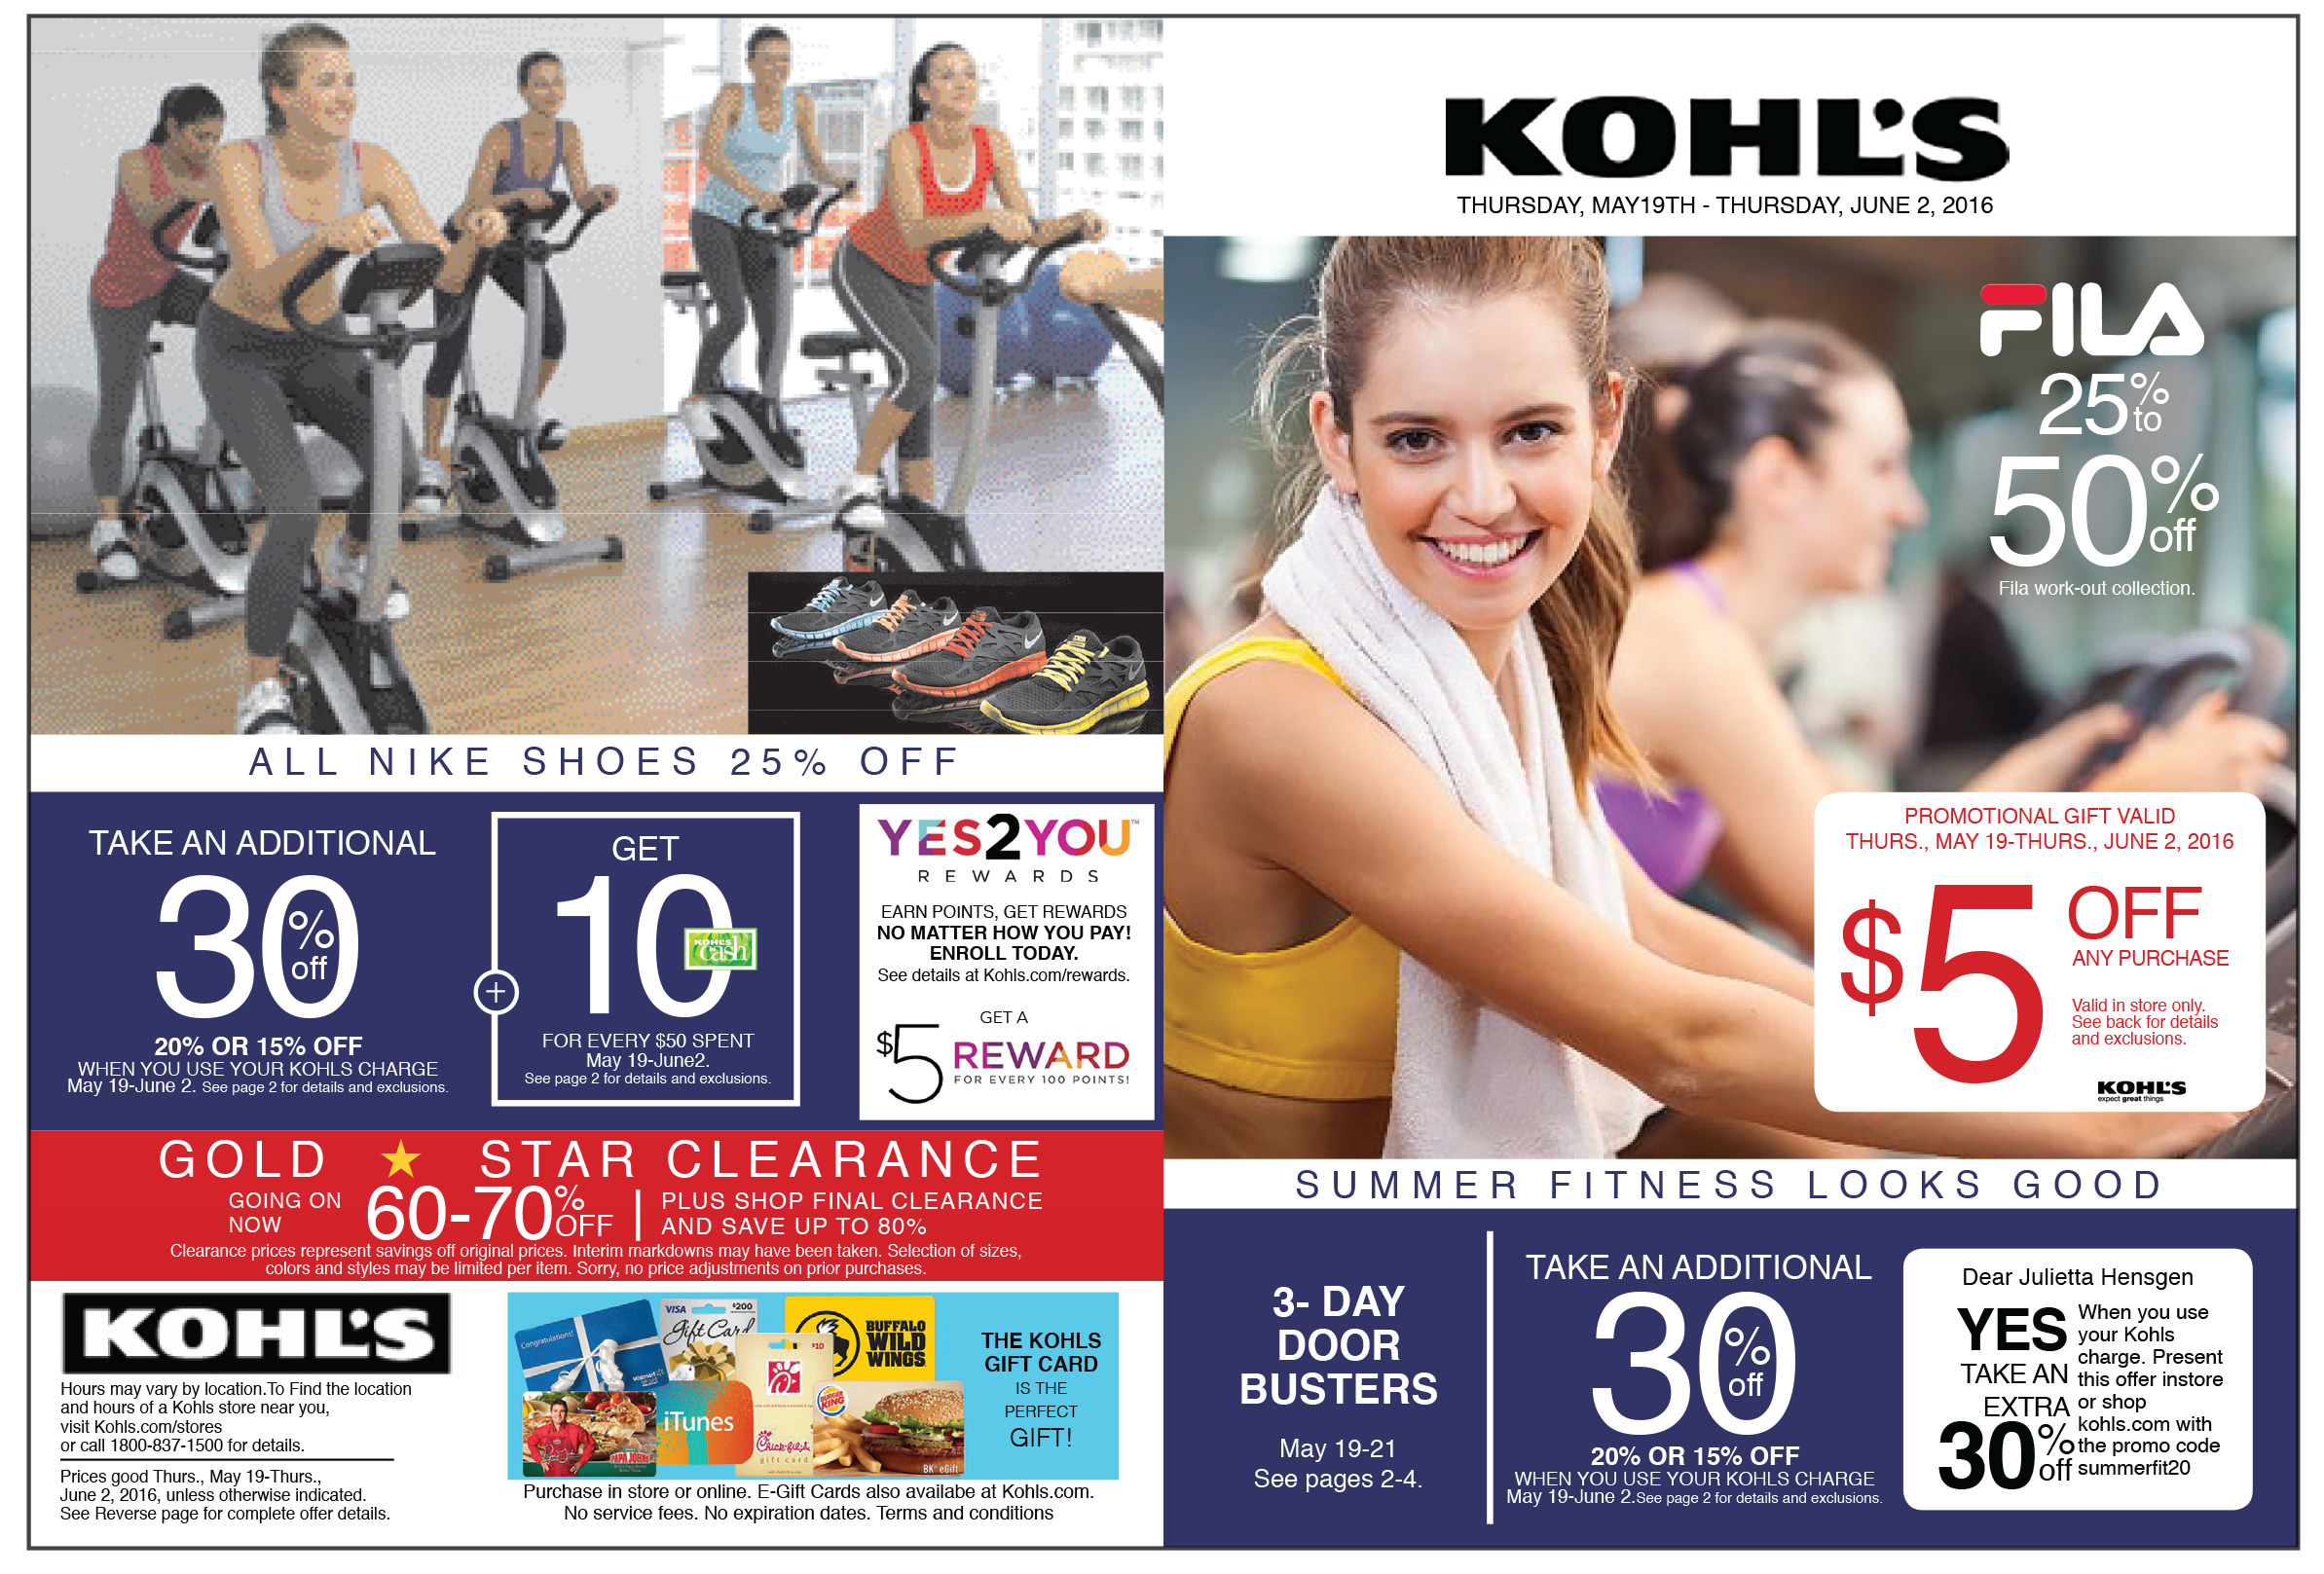 ALL NIKE SHOES 25% OFF
TAKE AN ADDITIONAL
30% off
20% OR 15% OFF
WHEN YOU USE YOUR KOHLS CHARGE
May 19-June 2. See page 2 for details and exclusions.
+
GET
10
KOHL'S cash
FOR EVERY $50 SPENT
May 19-June2.
See page 2 for details and exclusions.
YES2YOU™
REWARDS
EARN POINTS, GET REWARDS
NO MATTER HOW YOU PAY!
ENROLL TODAY.
See details at Kohls.com/rewards.
GET A
$5 REWARD
FOR EVERY 100 POINTS!
GOLD STAR CLEARANCE
GOING ON
NOW
60-70% OFF
PLUS SHOP FINAL CLEARANCE
AND SAVE UP TO 80%
Clearance prices represent savings off original prices. Interim markdowns may have been taken. Selection of sizes,
colors and styles may be limited per item. Sorry, no price adjustments on prior purchases.
KOHL'S
Hours may vary by location.To Find the location
and hours of a Kohls store near you,
visit Kohls.com/stores
or call 1800-837-1500 for details.
Prices good Thurs., May 19-Thurs.,
June 2, 2016, unless otherwise indicated.
See Reverse page for complete offer details.
Congratulations!
Walmart
VISA
$200
Gift Card
$10
BUFFALO
WILD
WINGS
PAPA JOHN'S
iTunes
Chick-fil-A
gift card
BURGER
KING
BK eGift
THE KOHLS
GIFT CARD
IS THE
PERFECT
GIFT!
Purchase in store or online. E-Gift Cards also availabe at Kohls.com.
No service fees. No expiration dates. Terms and conditions
KOHL'S
THURSDAY, MAY19TH - THURSDAY, JUNE 2, 2016
FILA
25% to
50% off
Fila work-out collection.
PROMOTIONAL GIFT VALID
THURS., MAY 19-THURS., JUNE 2, 2016
$5 OFF
ANY PURCHASE
Valid in store only.
See back for details
and exclusions.
KOHL'S
expect great things
SUMMER FITNESS LOOKS GOOD
3- DAY
DOOR
BUSTERS
May 19-21
See pages 2-4.
TAKE AN ADDITIONAL
30% off
20% OR 15% OFF
WHEN YOU USE YOUR KOHLS CHARGE
May 19-June 2.See page 2 for details and exclusions.
Dear Julietta Hensgen
YES
TAKE AN
EXTRA
30% off
When you use
your Kohls
charge. Present
this offer instore
or shop
kohls.com with
the promo code
summerfit20